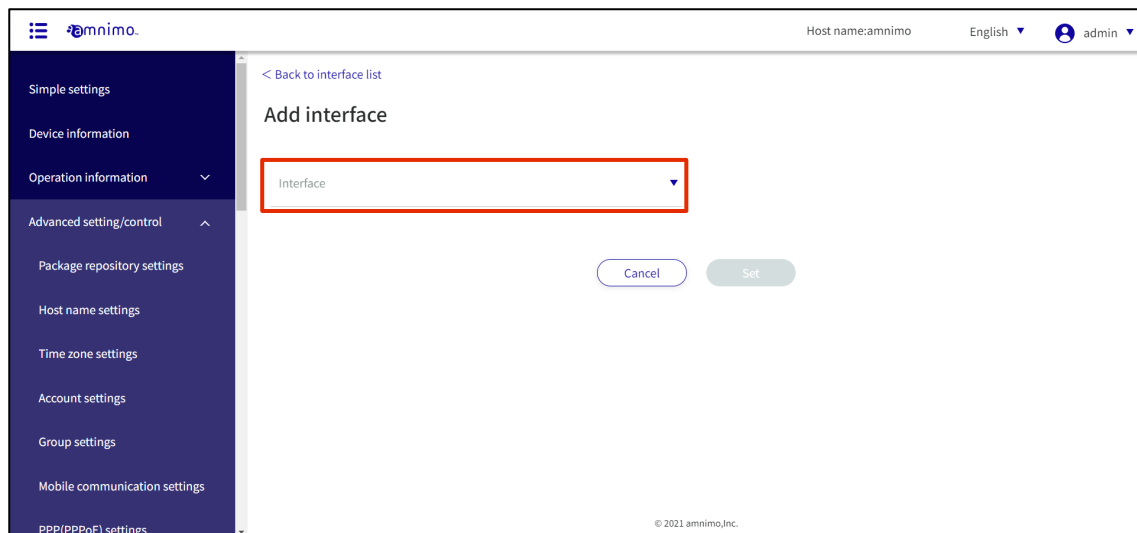 amnimo
Host name:amnimo
English
admin
Simple settings
Device information
Operation information
Advanced setting/control
Package repository settings
Host name settings
Time zone settings
Account settings
Group settings
Mobile communication settings
PPP(PPPoE) settings
< Back to interface list
Add interface
Interface
Cancel
Set
© 2021 amnimo,Inc.